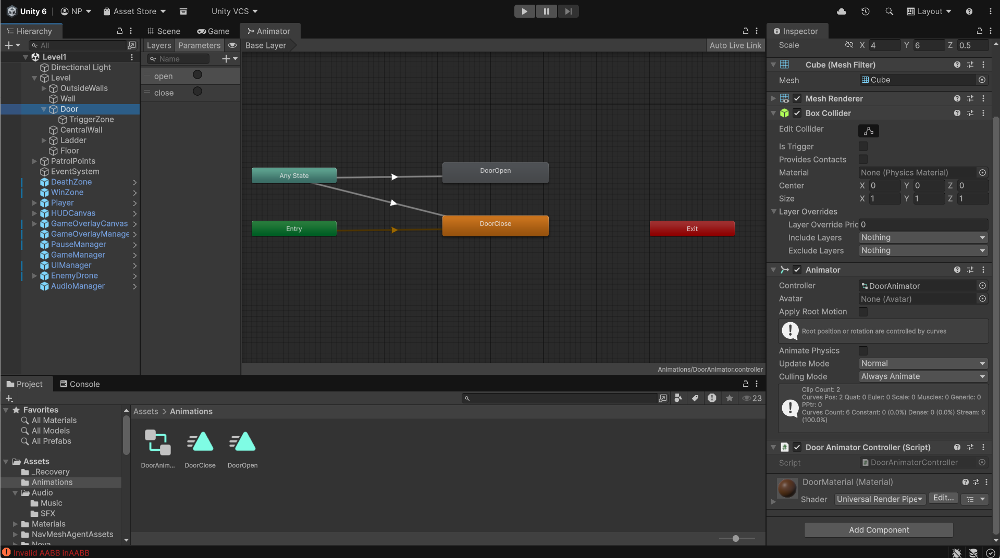 Unity 6
NP
Asset Store
Unity VCS
Layout
Hierarchy
All
Level1
Directional Light
Level
OutsideWalls
Wall
Door
TriggerZone
CentralWall
Ladder
Floor
PatrolPoints
EventSystem
DeathZone
WinZone
Player
HUDCanvas
GameOverlayCanvas
GameOverlayManage
PauseManager
GameManager
UIManager
EnemyDrone
AudioManager
Scene
Game
Animator
Layers
Parameters
Base Layer
Auto Live Link
Name
open
close
Any State
DoorOpen
Entry
DoorClose
Exit
Animations/DoorAnimator.controller
Inspector
Scale X 4 Y 6 Z 0.5
Cube (Mesh Filter)
Mesh Cube
Mesh Renderer
Box Collider
Edit Collider
Is Trigger
Provides Contacts
Material None (Physics Material)
Center X 0 Y 0 Z 0
Size X 1 Y 1 Z 1
Layer Overrides
Layer Override Prio 0
Include Layers Nothing
Exclude Layers Nothing
Animator
Controller DoorAnimator
Avatar None (Avatar)
Apply Root Motion
Root position or rotation are controlled by curves
Animate Physics
Update Mode Normal
Culling Mode Always Animate
Clip Count: 2
Curves Pos: 2 Quat: 0 Euler: 0 Scale: 0 Muscles: 0 Generic: 0
PPtr: 0
Curves Count: 6 Constant: 0 (0.0%) Dense: 0 (0.0%) Stream: 6
(100.0%)
Door Animator Controller (Script)
Script DoorAnimatorController
DoorMaterial (Material)
Shader Universal Render Pipe Edit...
Add Component
Project
Console
23
Favorites
All Materials
All Models
All Prefabs
Assets
_Recovery
Animations
Audio
Music
SFX
Materials
NavMeshAgentAssets
Nova
Assets > Animations
DoorAnim...
DoorClose
DoorOpen
Invalid AABB inAABB